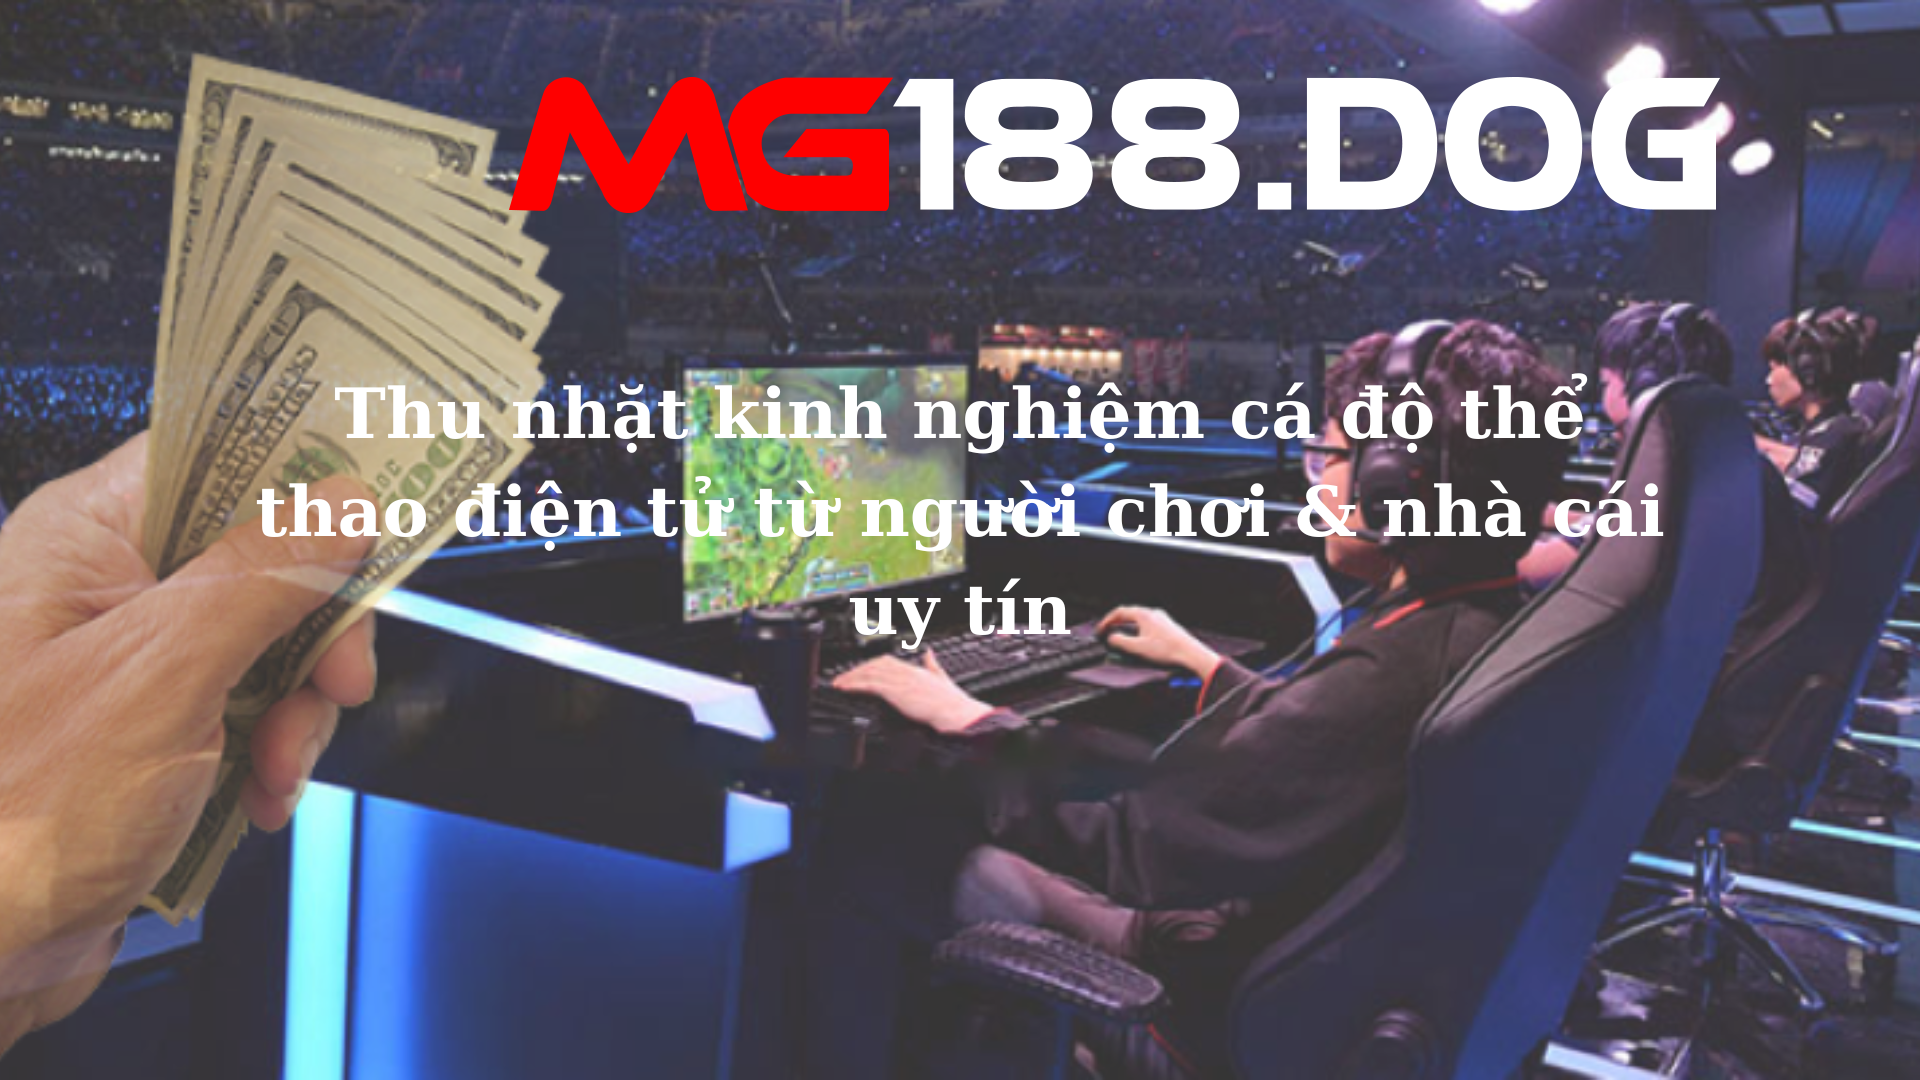 MG188.DOG
Thu nhặt kinh nghiệm cá độ thể
thao điện tử từ người chơi & nhà cái
uy tín